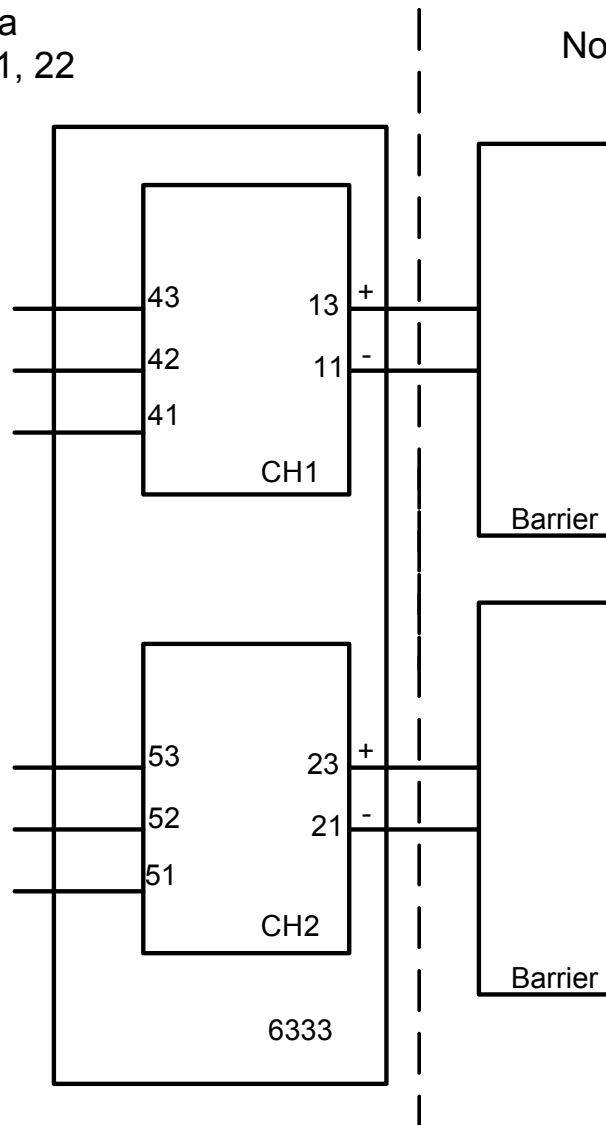 a
1, 22
No
43
13 +
42
11 -
41
CH1
Barrier
53
23 +
52
21 -
51
CH2
Barrier
6333